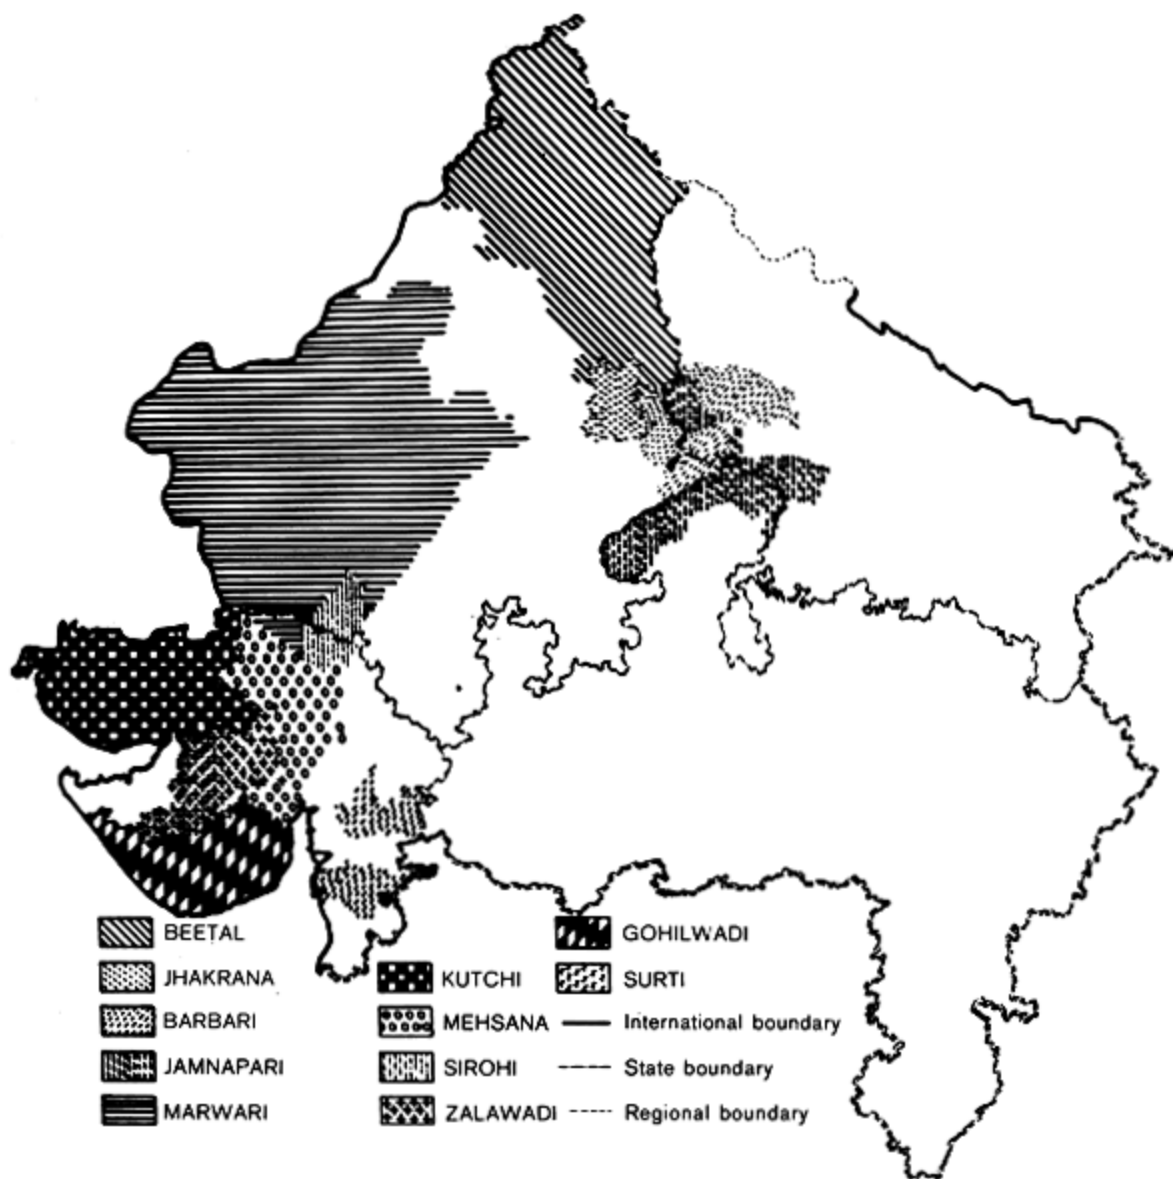 BEETAL
GOHILWADI
JHAKRANA
KUTCHI
SURTI
BARBARI
MEHSANA
International boundary
JAMNAPARI
SIROHI
State boundary
MARWARI
ZALAWADI
Regional boundary